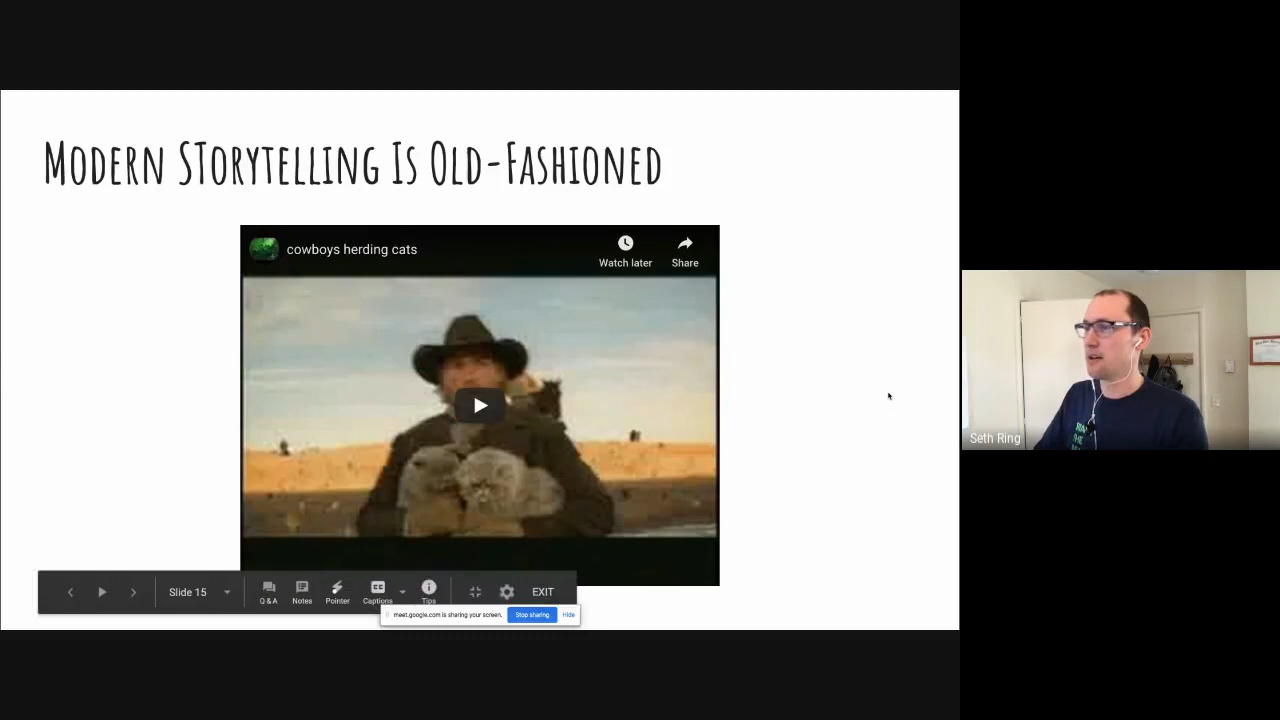 Modern Storytelling Is Old-Fashioned
cowboys herding cats
Watch later
Share
Slide 15
Q & A
Notes
Pointer
Captions
Tips
EXIT
meet.google.com is sharing your screen.
Stop sharing
Hide
Seth Ring